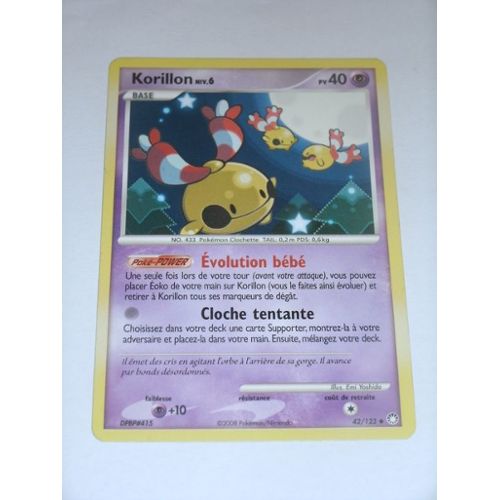 Korillon NIV.6 PV 40
BASE
NO. 433 Pokémon Clochette TAIL: 0,2 m PDS: 0,6 kg
Poké-POWER Évolution bébé
Une seule fois lors de votre tour (avant votre attaque), vous pouvez
placer Éoko de votre main sur Korillon (vous le faites ainsi évoluer) et
retirer à Korillon tous ses marqueurs de dégât.
Cloche tentante
Choisissez dans votre deck une carte Supporter, montrez-la à votre
adversaire et placez-la dans votre main. Ensuite, mélangez votre deck.
Il émet des cris en agitant l'orbe à l'arrière de sa gorge. Il avance
par bonds désordonnés.
Illus. Emi Yoshida
faiblesse résistance coût de retraite
+10
DPBP#415 ©2008 Pokémon/Nintendo 42/123